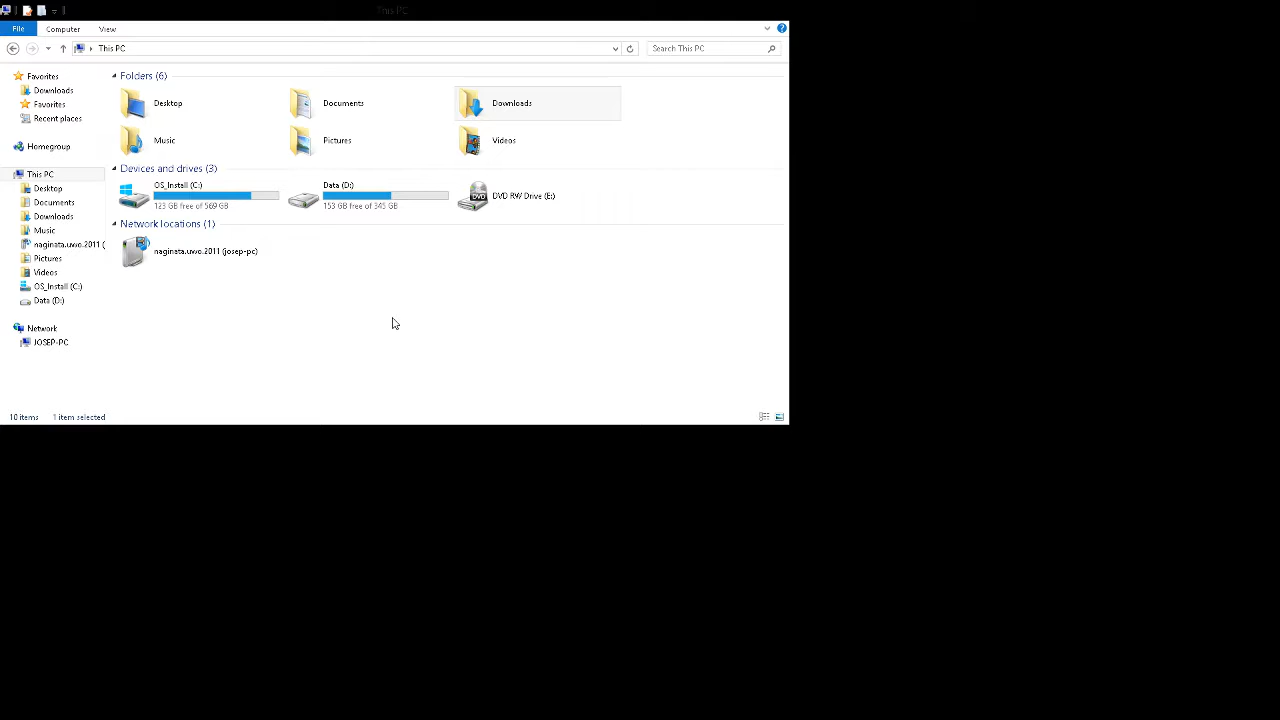 This PC
File Computer View
This PC
Search This PC
Favorites
Downloads
Favorites
Recent places
Homegroup
This PC
Desktop
Documents
Downloads
Music
naginata.uwo.2011 (
Pictures
Videos
OS_Install (C:)
Data (D:)
Network
JOSEP-PC
Folders (6)
Desktop Documents Downloads
Music Pictures Videos
Devices and drives (3)
OS_Install (C:)
123 GB free of 569 GB
Data (D:)
153 GB free of 345 GB
DVD RW Drive (E:)
DVD
Network locations (1)
naginata.uwo.2011 (josep-pc)
10 items 1 item selected